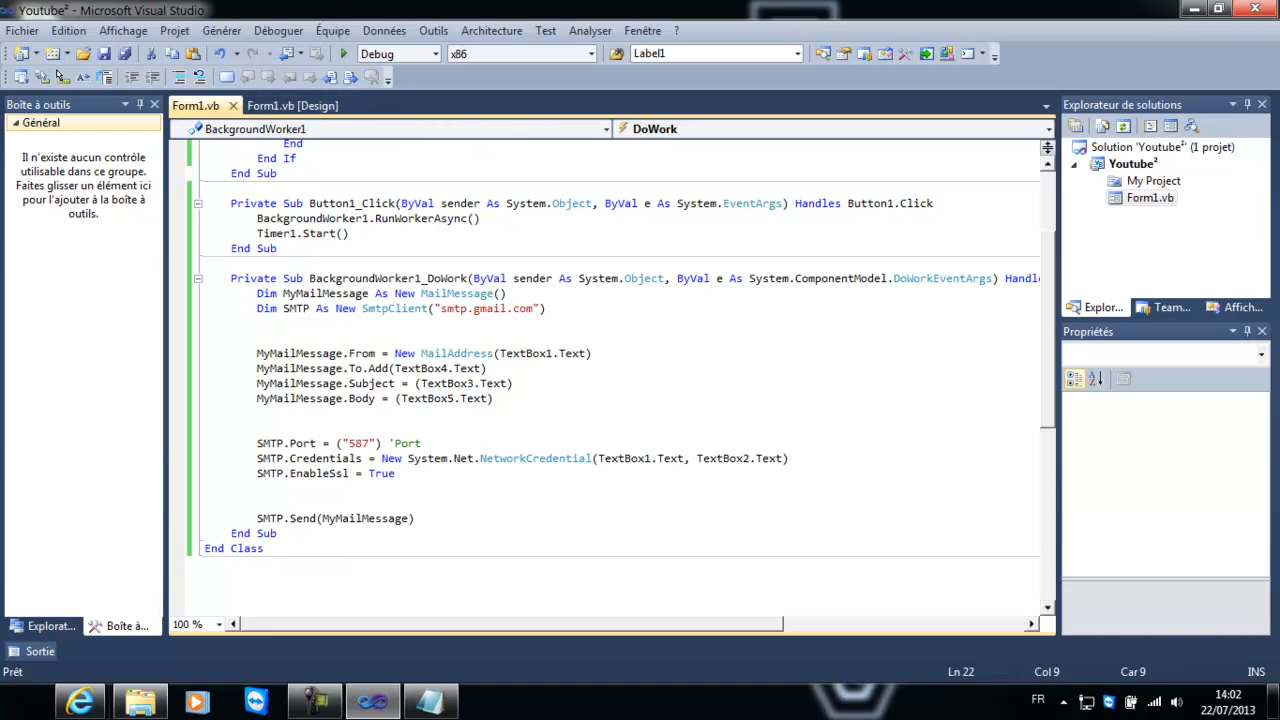 Youtube² - Microsoft Visual Studio
Fichier Edition Affichage Projet Générer Déboguer Équipe Données Outils Architecture Test Analyser Fenêtre ?
Debug x86 Label1
Boîte à outils
Général
Il n'existe aucun contrôle
utilisable dans ce groupe.
Faites glisser un élément ici
pour l'ajouter à la boîte à
outils.
Explorat... Boîte à...
Form1.vb Form1.vb [Design]
BackgroundWorker1 DoWork
End
End If
End Sub
Private Sub Button1_Click(ByVal sender As System.Object, ByVal e As System.EventArgs) Handles Button1.Click
BackgroundWorker1.RunWorkerAsync()
Timer1.Start()
End Sub
Private Sub BackgroundWorker1_DoWork(ByVal sender As System.Object, ByVal e As System.ComponentModel.DoWorkEventArgs) Handle
Dim MyMailMessage As New MailMessage()
Dim SMTP As New SmtpClient("smtp.gmail.com")
MyMailMessage.From = New MailAddress(TextBox1.Text)
MyMailMessage.To.Add(TextBox4.Text)
MyMailMessage.Subject = (TextBox3.Text)
MyMailMessage.Body = (TextBox5.Text)
SMTP.Port = ("587") 'Port
SMTP.Credentials = New System.Net.NetworkCredential(TextBox1.Text, TextBox2.Text)
SMTP.EnableSsl = True
SMTP.Send(MyMailMessage)
End Sub
End Class
100 %
Explorateur de solutions
Solution 'Youtube²' (1 projet)
Youtube²
My Project
Form1.vb
Explor... Team... Affich...
Propriétés
Sortie
Prêt Ln 22 Col 9 Car 9 INS
FR 14:02
22/07/2013